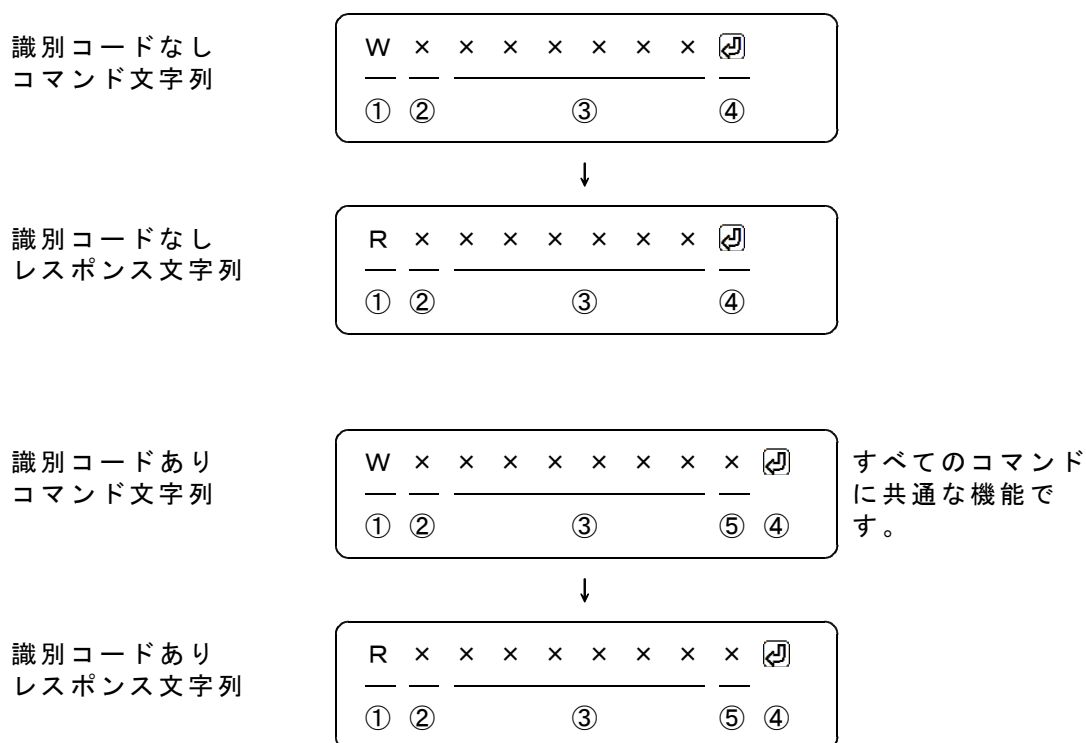 識別コードなし
コマンド文字列
W × × × × × × × ⏎
① ② ③ ④
↓
識別コードなし
レスポンス文字列
R × × × × × × × ⏎
① ② ③ ④
識別コードあり
コマンド文字列
W × × × × × × × × ⏎
① ② ③ ⑤ ④
すべてのコマンド
に共通な機能で
す。
↓
識別コードあり
レスポンス文字列
R × × × × × × × × ⏎
① ② ③ ⑤ ④